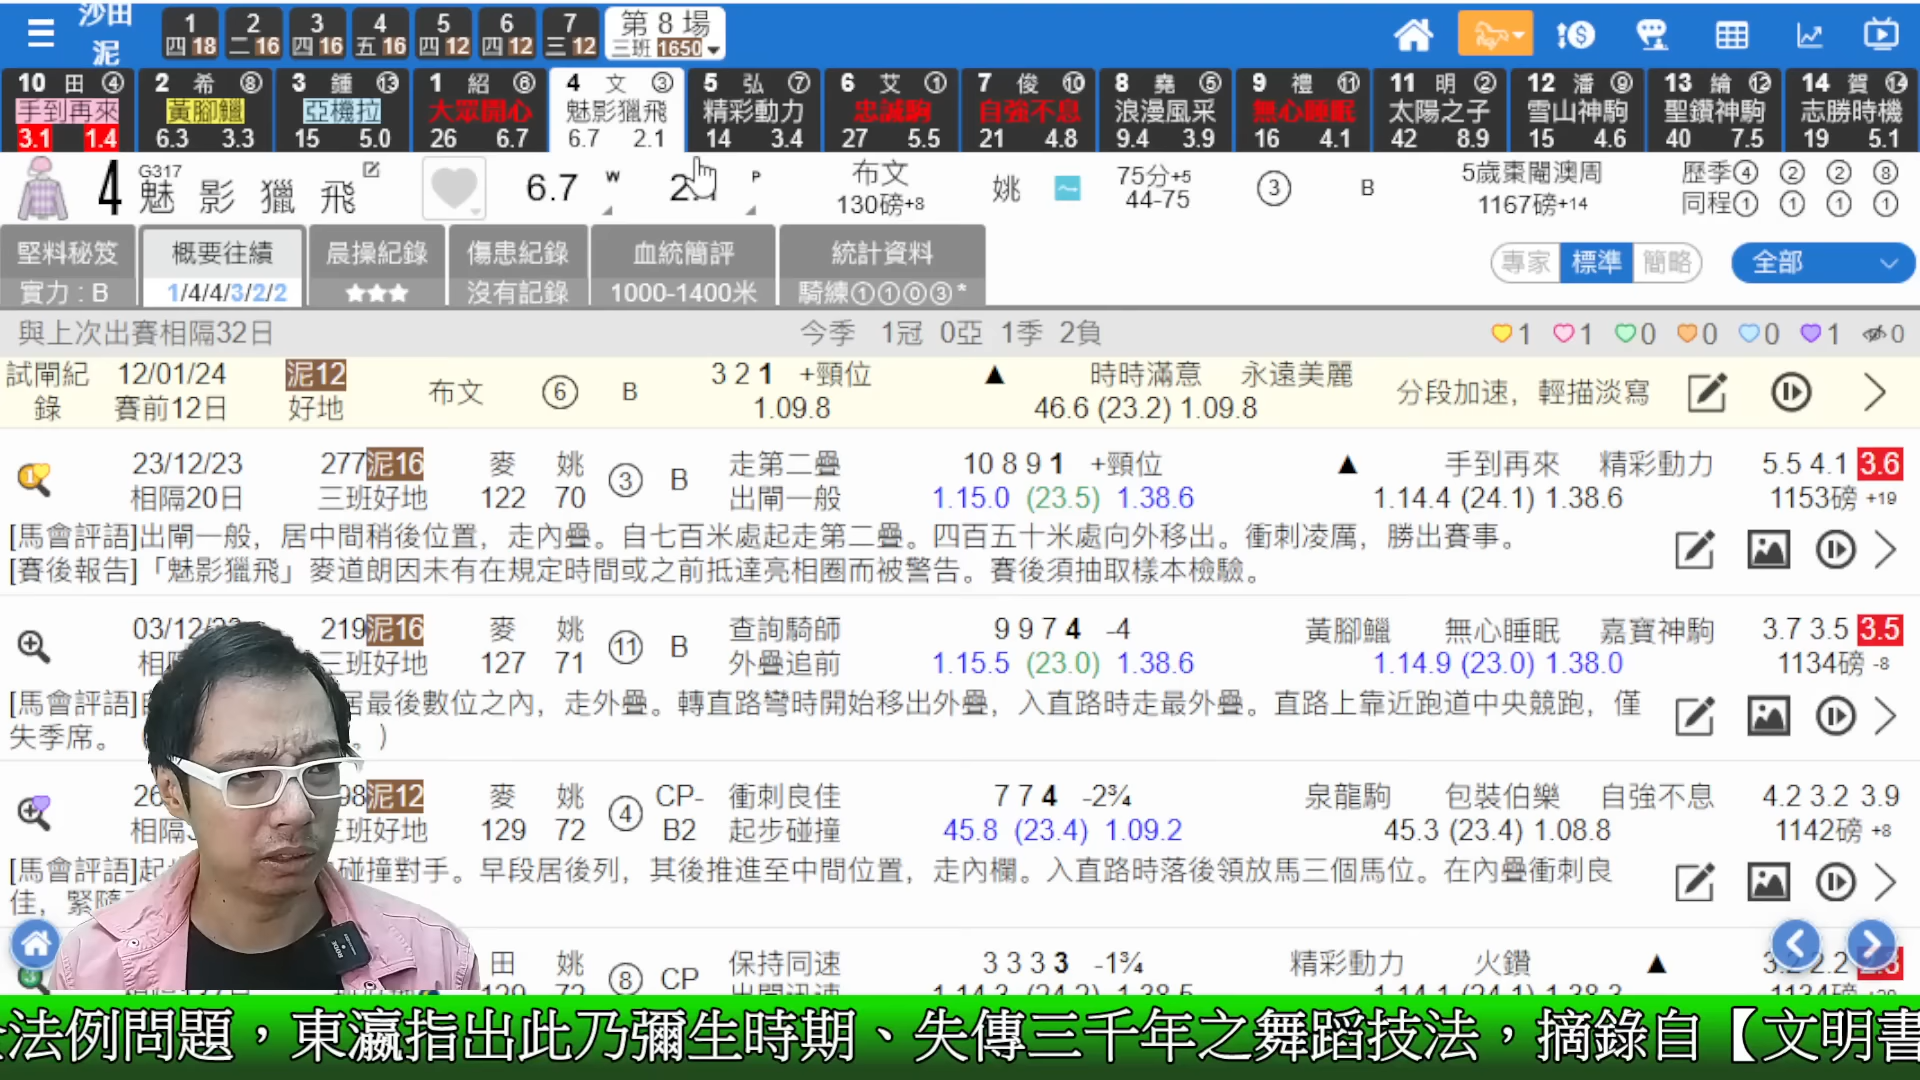 沙田
泥
1 四18
2 二16
3 四16
4 五16
5 四12
6 四12
7 三12
第 8 場
三班 1650
10 田 ④
手到再來
3.1 1.4
2 希 ⑧
黃腳鱲
6.3 3.3
3 鍾 ⑬
亞機拉
15 5.0
1 紹 ⑥
大眾開心
26 6.7
4 文 ③
魅影獵飛
6.7 2.1
5 弘 ⑦
精彩動力
14 3.4
6 艾 ①
忠誠駒
27 5.5
7 俊 ⑩
自強不息
21 4.8
8 堯 ⑤
浪漫風采
9.4 3.9
9 禮 ⑪
無心睡眠
16 4.1
11 明 ②
太陽之子
42 8.9
12 潘 ⑨
雪山神駒
15 4.6
13 綸 ⑫
聖鑽神駒
40 7.5
14 賀 ⑭
志勝時機
19 5.1
4 G317 魅影獵飛 6.7 W 2 P
布文
130磅+8
姚
75分+5
44-75
③ B
5歲棗閹澳周
1167磅+14
歷季④ ② ② ⑧
同程① ① ① ①
堅料秘笈
實力 : B
概要往績
1/4/4/3/2/2
晨操紀錄
★★★
傷患紀錄
沒有記錄
血統簡評
1000-1400米
統計資料
騎練①①⓪③*
專家 標準 簡略 全部
與上次出賽相隔32日 今季 1冠 0亞 1季 2負 1 1 0 0 0 1 0
試閘紀錄 12/01/24 泥12 布文 ⑥ B 3 2 1 +頸位 ▲ 時時滿意 永遠美麗 分段加速，輕描淡寫
賽前12日 好地 1.09.8 46.6 (23.2) 1.09.8
23/12/23 277泥16 麥 姚 ③ B 走第二疊 10 8 9 1 +頸位 ▲ 手到再來 精彩動力 5.5 4.1 3.6
相隔20日 三班好地 122 70 出閘一般 1.15.0 (23.5) 1.38.6 1.14.4 (24.1) 1.38.6 1153磅 +19
[馬會評語]出閘一般，居中間稍後位置，走內疊。自七百米處起走第二疊。四百五十米處向外移出。衝刺凌厲，勝出賽事。
[賽後報告]「魅影獵飛」麥道朗因未有在規定時間或之前抵達亮相圈而被警告。賽後須抽取樣本檢驗。
03/12/ 219泥16 麥 姚 ⑪ B 查詢騎師 9 9 7 4 -4 黃腳鱲 無心睡眠 嘉寶神駒 3.7 3.5 3.5
相 三班好地 127 71 外疊追前 1.15.5 (23.0) 1.38.6 1.14.9 (23.0) 1.38.0 1134磅 -8
[馬會評語] 居最後數位之內，走外疊。轉直路彎時開始移出外疊，入直路時走最外疊。直路上靠近跑道中央競跑，僅
失季席。 。)
26 98泥12 麥 姚 ④ CP- 衝刺良佳 7 7 4 -2¾ 泉龍駒 包裝伯樂 自強不息 4.2 3.2 3.9
相隔 三班好地 129 72 B2 起步碰撞 45.8 (23.4) 1.09.2 45.3 (23.4) 1.08.8 1142磅 +8
[馬會評語]起 碰撞對手。早段居後列，其後推進至中間位置，走內欄。入直路時落後領放馬三個馬位。在內疊衝刺良
佳，緊隨
田 姚 ⑧ CP 保持同速 3 3 3 3 -1¾ 精彩動力 火鑽 ▲
法例問題，東瀛指出此乃彌生時期、失傳三千年之舞蹈技法，摘錄自【文明書